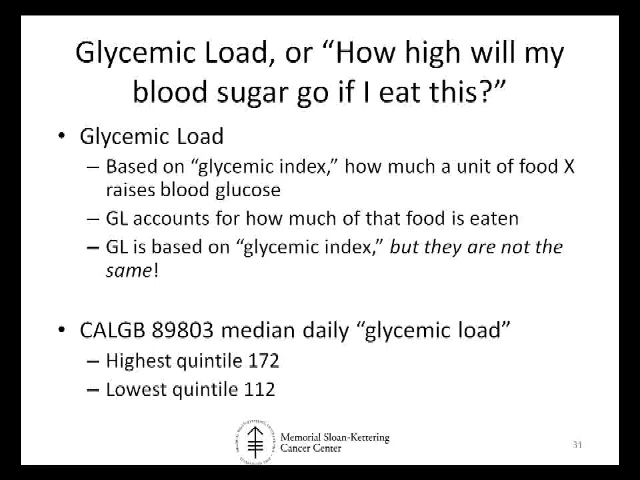 Glycemic Load, or “How high will my
blood sugar go if I eat this?”
• Glycemic Load
– Based on “glycemic index,” how much a unit of food X
raises blood glucose
– GL accounts for how much of that food is eaten
– GL is based on “glycemic index,” but they are not the
same!
• CALGB 89803 median daily “glycemic load”
– Highest quintile 172
– Lowest quintile 112
Memorial Sloan-Kettering
Cancer Center
31